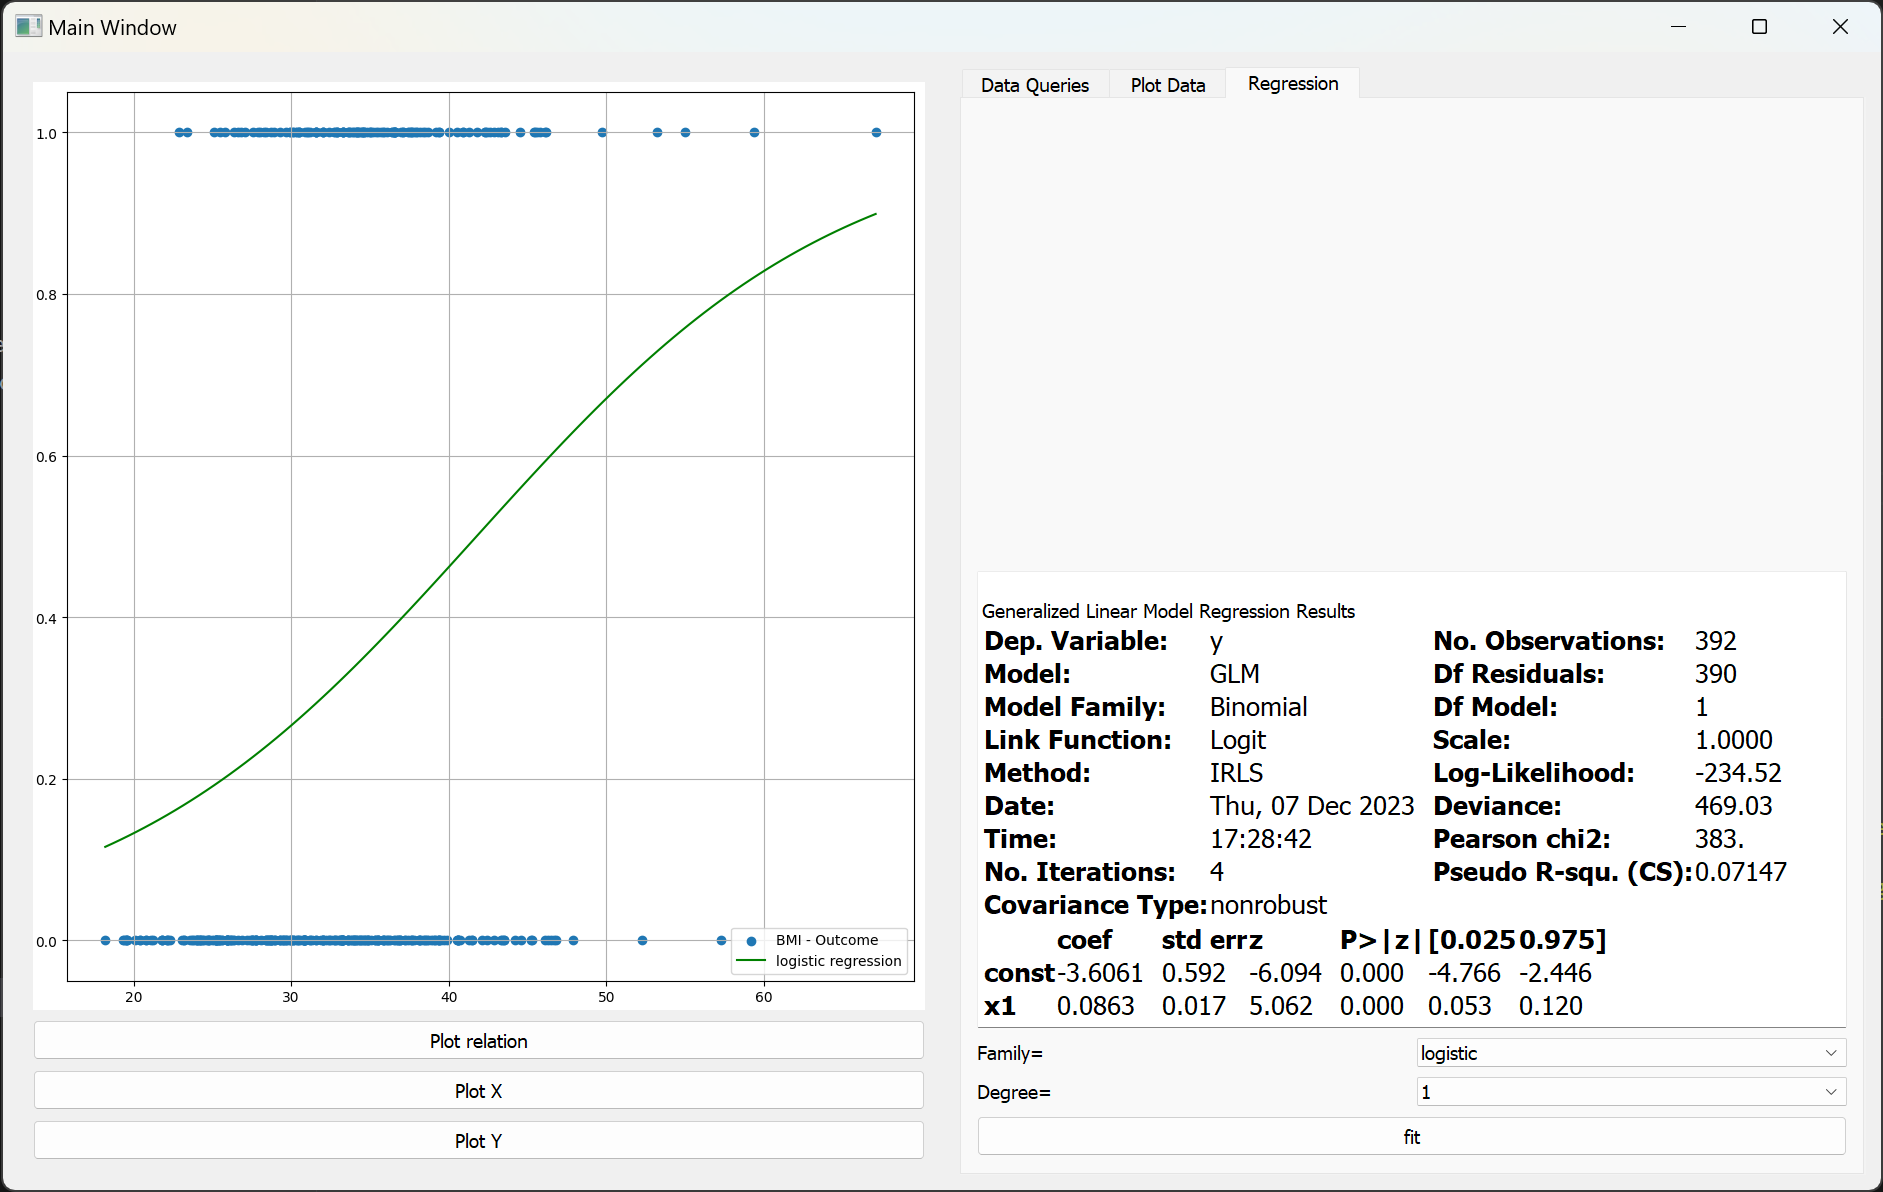 Main Window
1.0
0.8
0.6
0.4
0.2
0.0
20 30 40 50 60
BMI - Outcome
logistic regression
Plot relation
Plot X
Plot Y
Data Queries Plot Data Regression
Generalized Linear Model Regression Results
Dep. Variable: y No. Observations: 392
Model: GLM Df Residuals: 390
Model Family: Binomial Df Model: 1
Link Function: Logit Scale: 1.0000
Method: IRLS Log-Likelihood: -234.52
Date: Thu, 07 Dec 2023 Deviance: 469.03
Time: 17:28:42 Pearson chi2: 383.
No. Iterations: 4 Pseudo R-squ. (CS): 0.07147
Covariance Type: nonrobust
coef std err z P>|z| [0.025 0.975]
const -3.6061 0.592 -6.094 0.000 -4.766 -2.446
x1 0.0863 0.017 5.062 0.000 0.053 0.120
Family= logistic
Degree= 1
fit